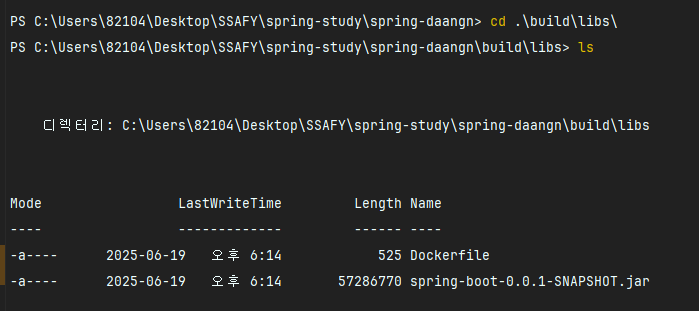 PS C:\Users\82104\Desktop\SSAFY\spring-study\spring-daangn> cd .\build\libs\
PS C:\Users\82104\Desktop\SSAFY\spring-study\spring-daangn\build\libs> ls
디렉터리: C:\Users\82104\Desktop\SSAFY\spring-study\spring-daangn\build\libs
Mode                 LastWriteTime         Length Name
----                 -------------         ------ ----
-a----        2025-06-19   오후 6:14            525 Dockerfile
-a----        2025-06-19   오후 6:14       57286770 spring-boot-0.0.1-SNAPSHOT.jar